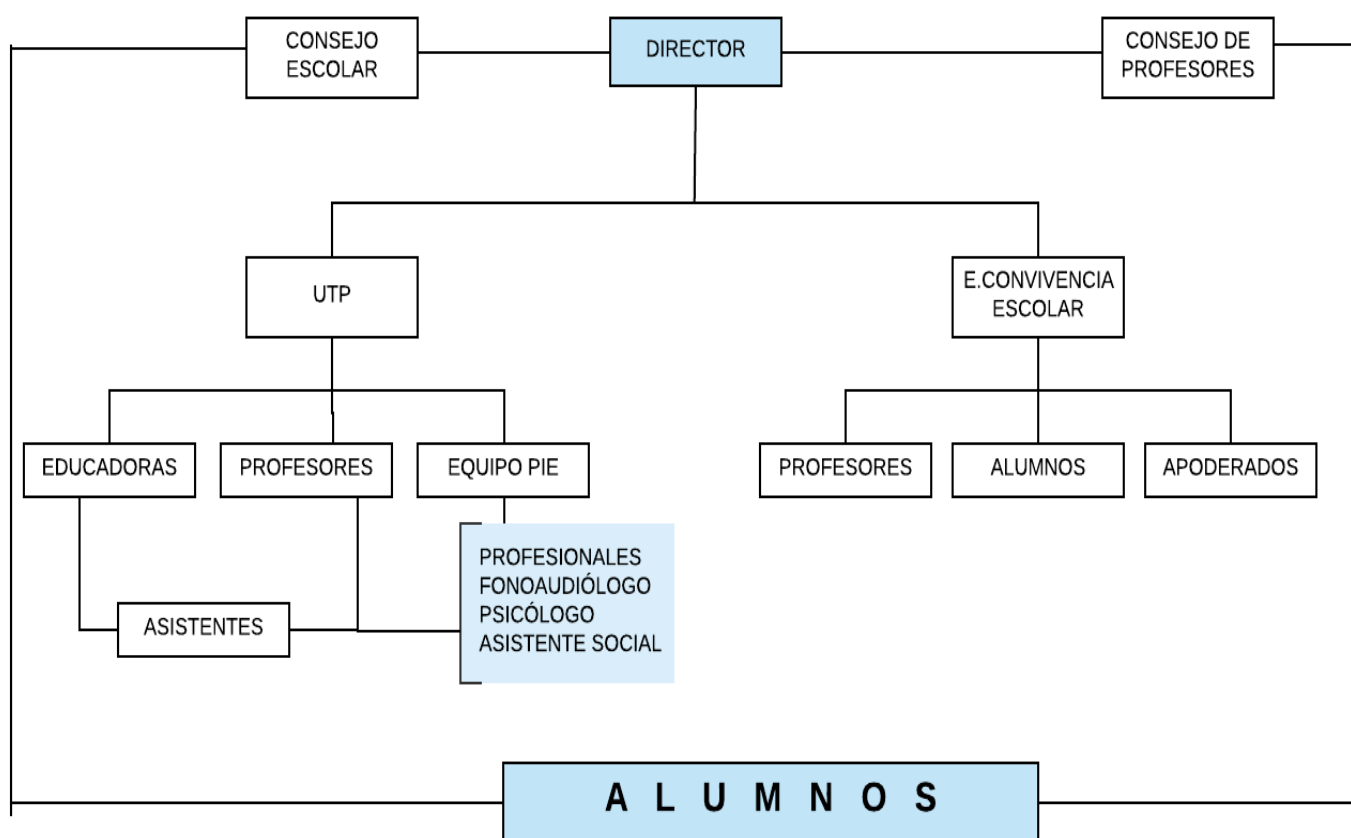 CONSEJO
ESCOLAR
DIRECTOR
CONSEJO DE
PROFESORES
UTP
E.CONVIVENCIA
ESCOLAR
EDUCADORAS
PROFESORES
EQUIPO PIE
PROFESORES
ALUMNOS
APODERADOS
PROFESIONALES
FONOAUDIÓLOGO
PSICÓLOGO
ASISTENTE SOCIAL
ASISTENTES
A L U M N O S